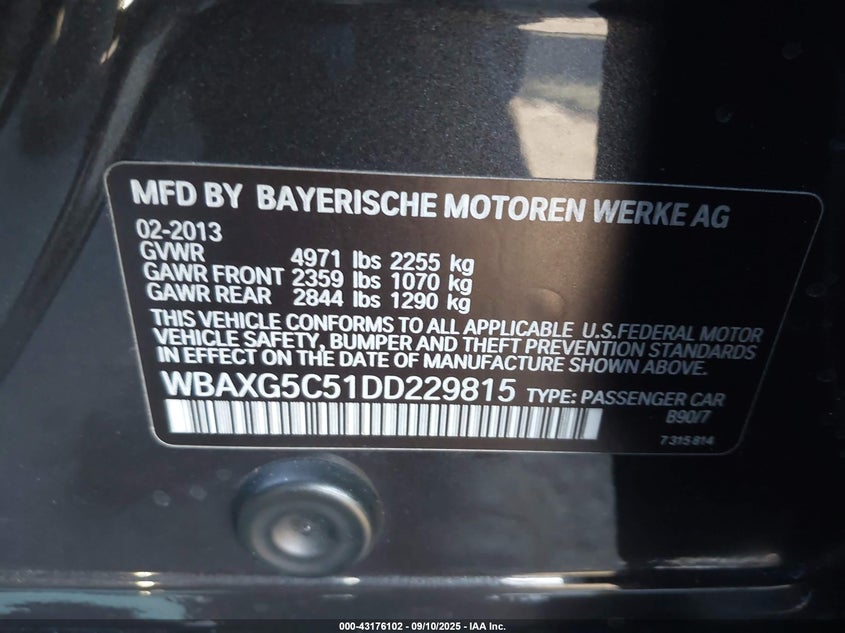 MFD BY BAYERISCHE MOTOREN WERKE AG
02-2013
GVWR 4971 lbs 2255 kg
GAWR FRONT 2359 lbs 1070 kg
GAWR REAR 2844 lbs 1290 kg
THIS VEHICLE CONFORMS TO ALL APPLICABLE U.S.FEDERAL MOTOR
VEHICLE SAFETY, BUMPER AND THEFT PREVENTION STANDARDS
IN EFFECT ON THE DATE OF MANUFACTURE SHOWN ABOVE.
WBAXG5C51DD229815 TYPE: PASSENGER CAR
B90/7
7 315 814
000-43176102 - 09/10/2025 - IAA Inc.